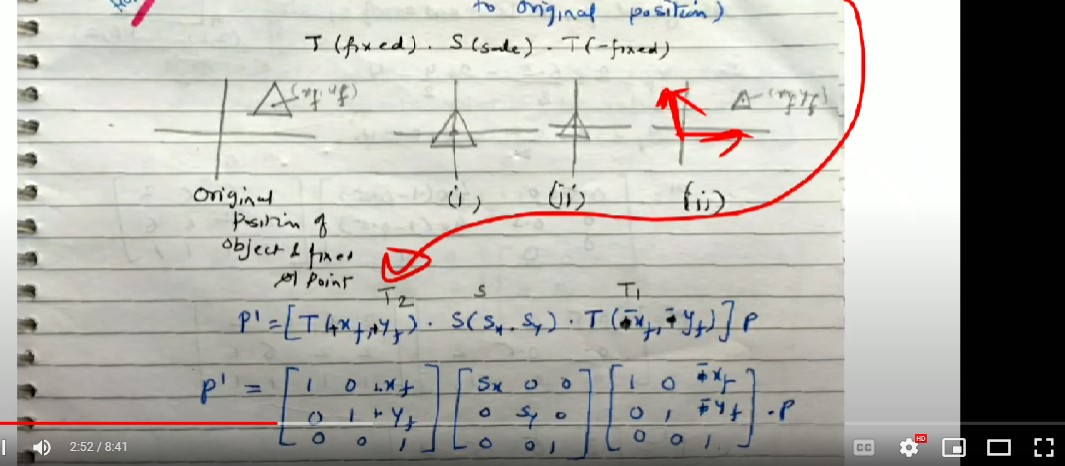 to original position)
T(fixed) . S(scale) . T(-fixed)
(xf, yf)
(xf, yf)
original
position of
object & fixed
point
(i)
(ii)
(iii)
T2 S T1
P' = [T(+xf, +yf) . S(Sx, Sy) . T(-xf, -yf)] P
P' = [1 0 +xf] [Sx 0 0] [1 0 -xf]
[0 1 +yf] [0 Sy 0] [0 1 -yf] . P
[0 0 1] [0 0 1] [0 0 1]
2:52 / 8:41
CC HD